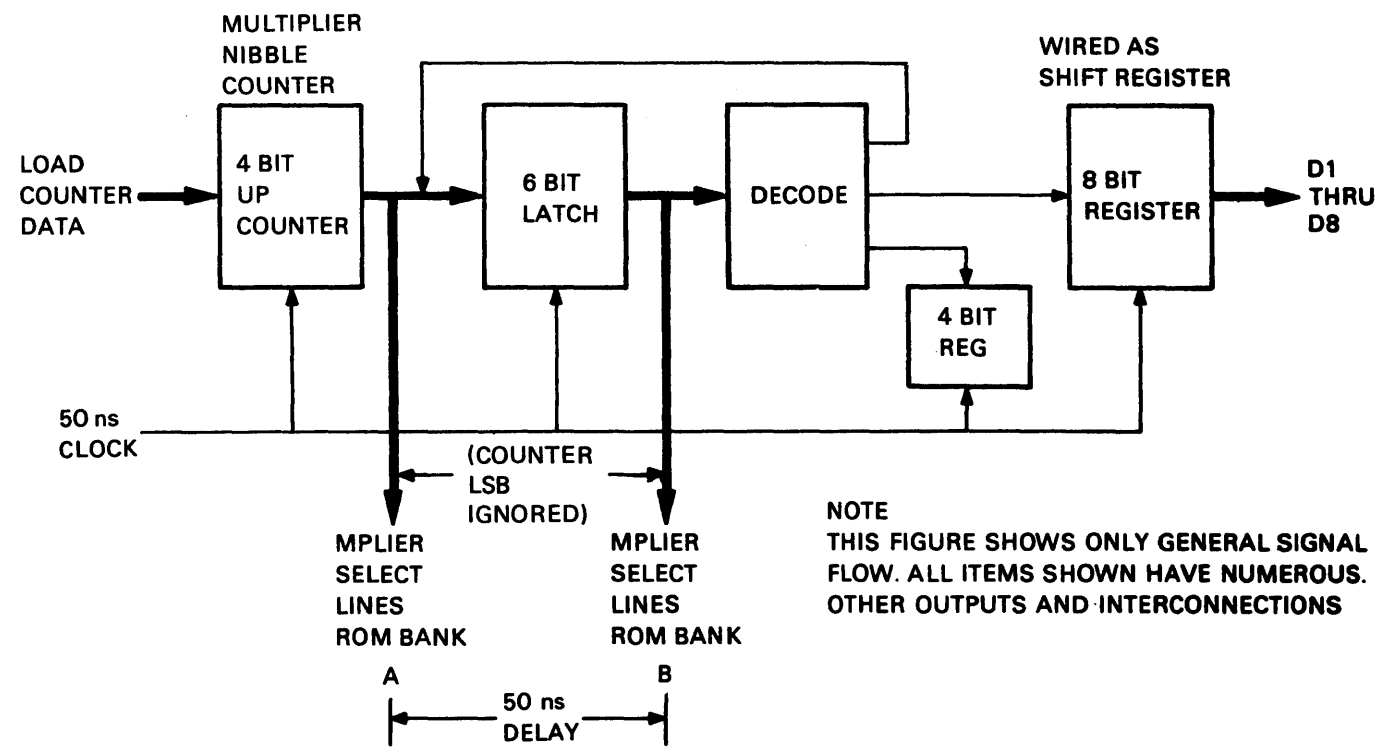 MULTIPLIER
NIBBLE
COUNTER
WIRED AS
SHIFT REGISTER
LOAD
COUNTER
DATA
4 BIT
UP
COUNTER
6 BIT
LATCH
DECODE
8 BIT
REGISTER
D1
THRU
D8
4 BIT
REG
50 ns
CLOCK
(COUNTER
LSB
IGNORED)
MPLIER
SELECT
LINES
ROM BANK
A
MPLIER
SELECT
LINES
ROM BANK
B
50 ns
DELAY
NOTE
THIS FIGURE SHOWS ONLY GENERAL SIGNAL
FLOW. ALL ITEMS SHOWN HAVE NUMEROUS.
OTHER OUTPUTS AND INTERCONNECTIONS